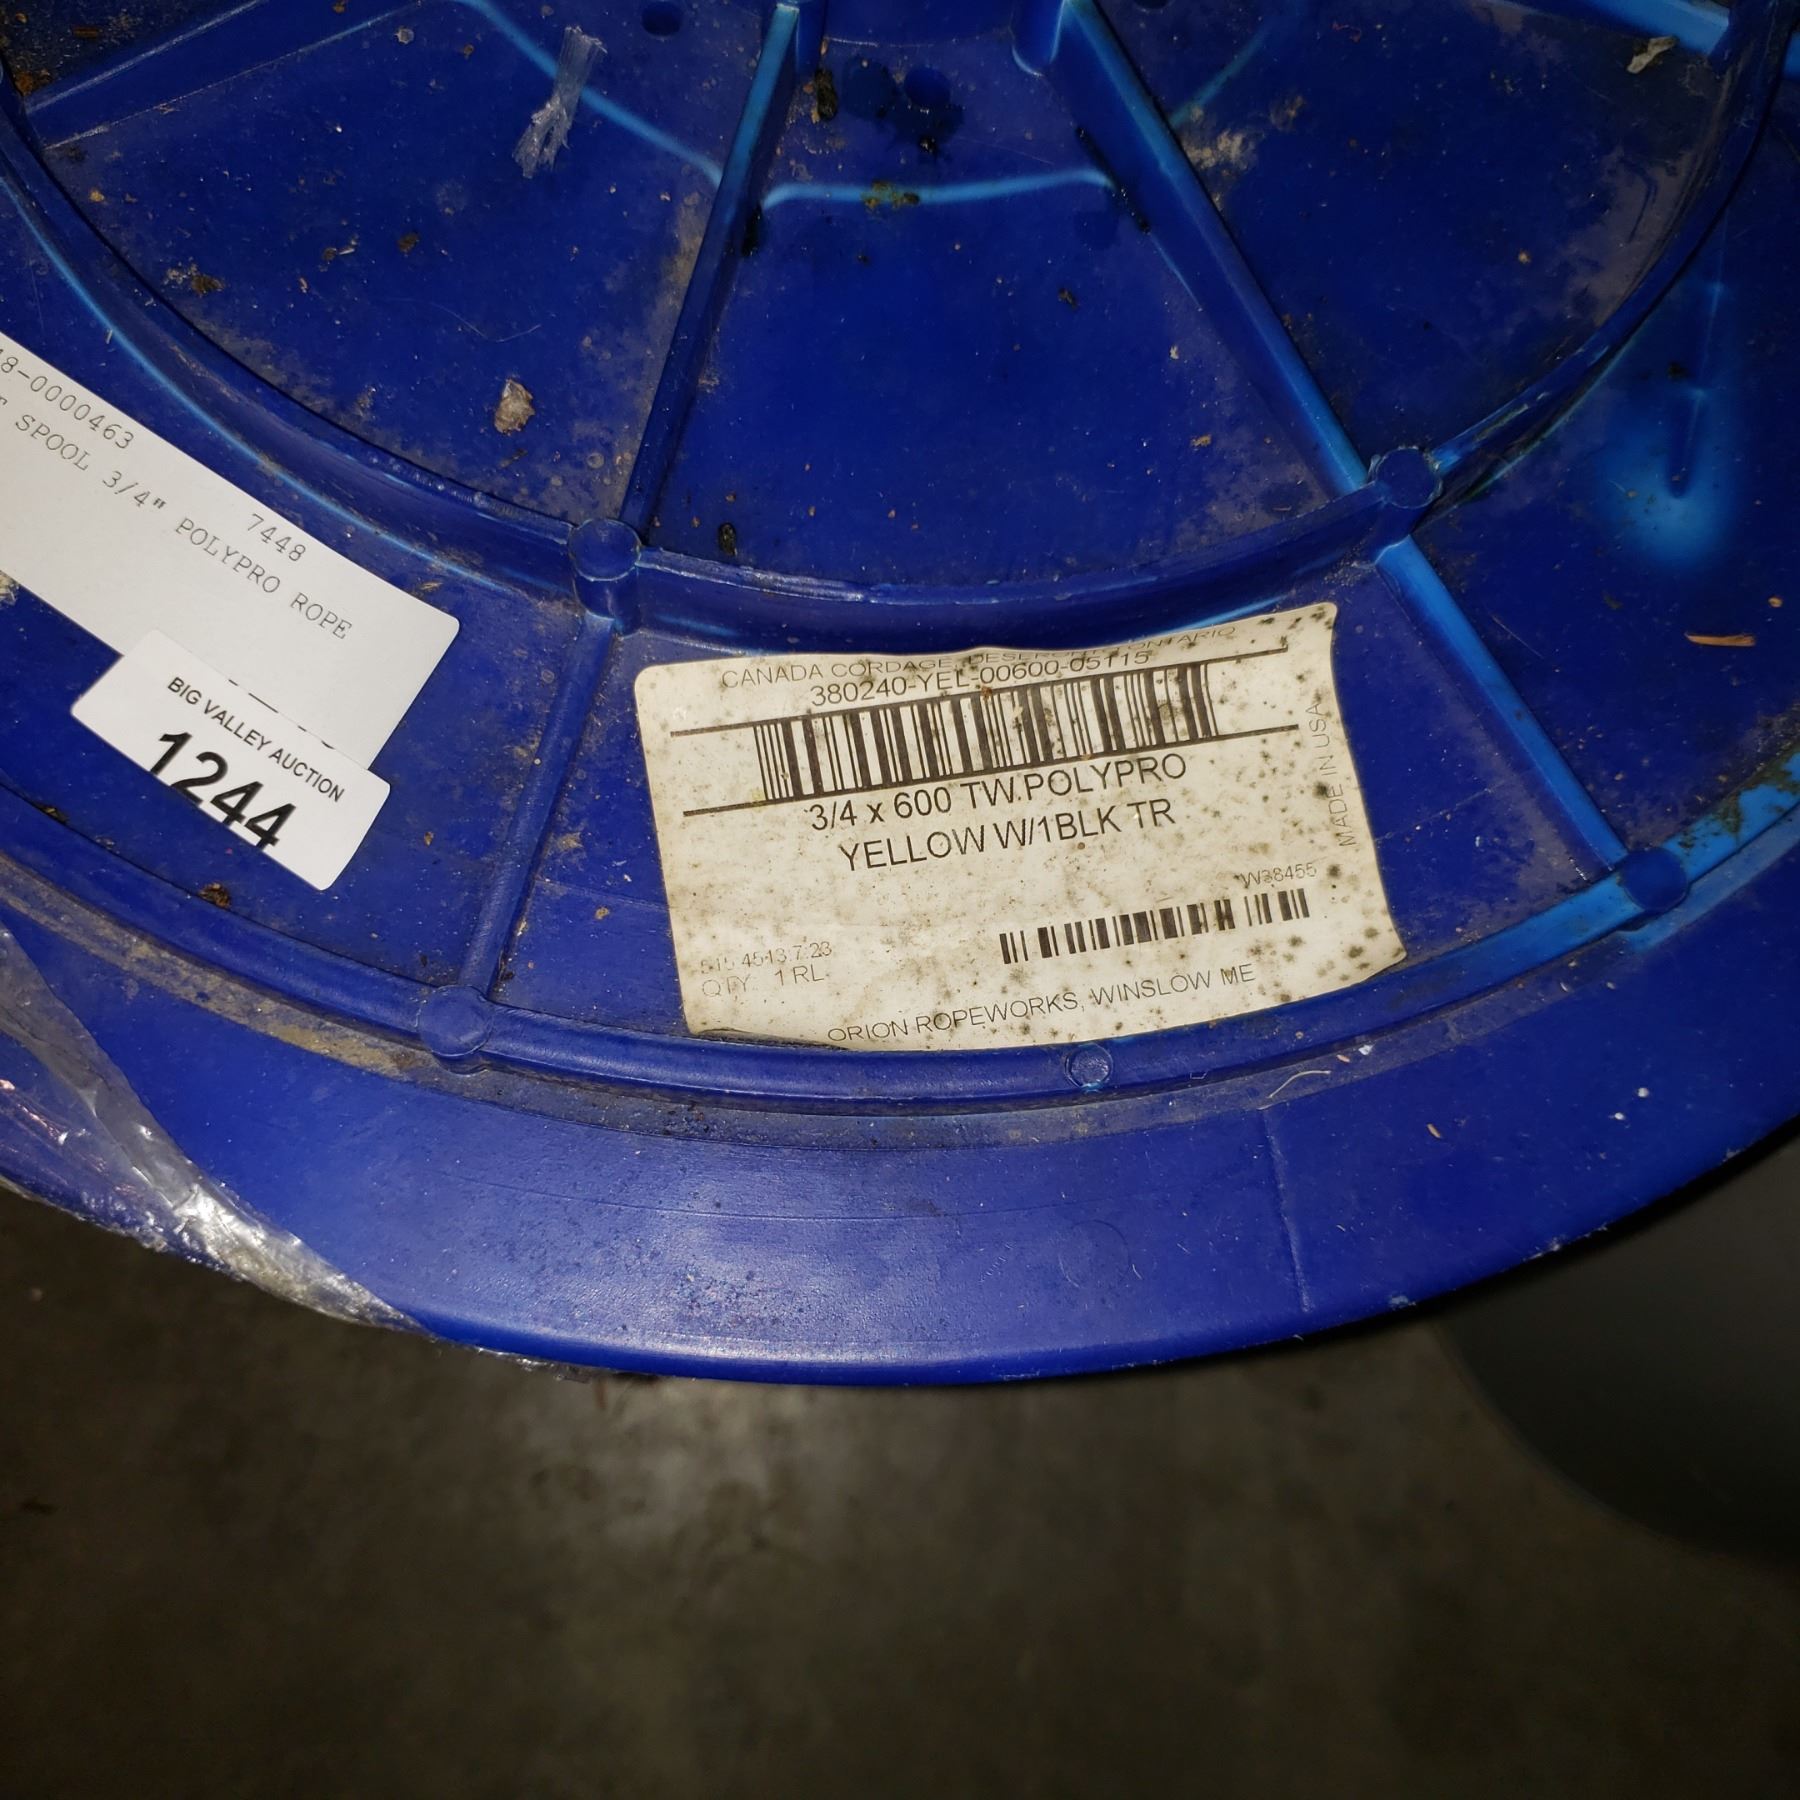 8-0000463
7448
SPOOL 3/4" POLYPRO ROPE
BIG VALLEY AUCTION
1244
CANADA CORDAGE, ONTARIO
380240-YEL-00600-05115
3/4 x 600 TW.POLYPRO
YELLOW W/1BLK TR
MADE IN USA
W38455
QTY: 1 RL
ORION ROPEWORKS, WINSLOW ME